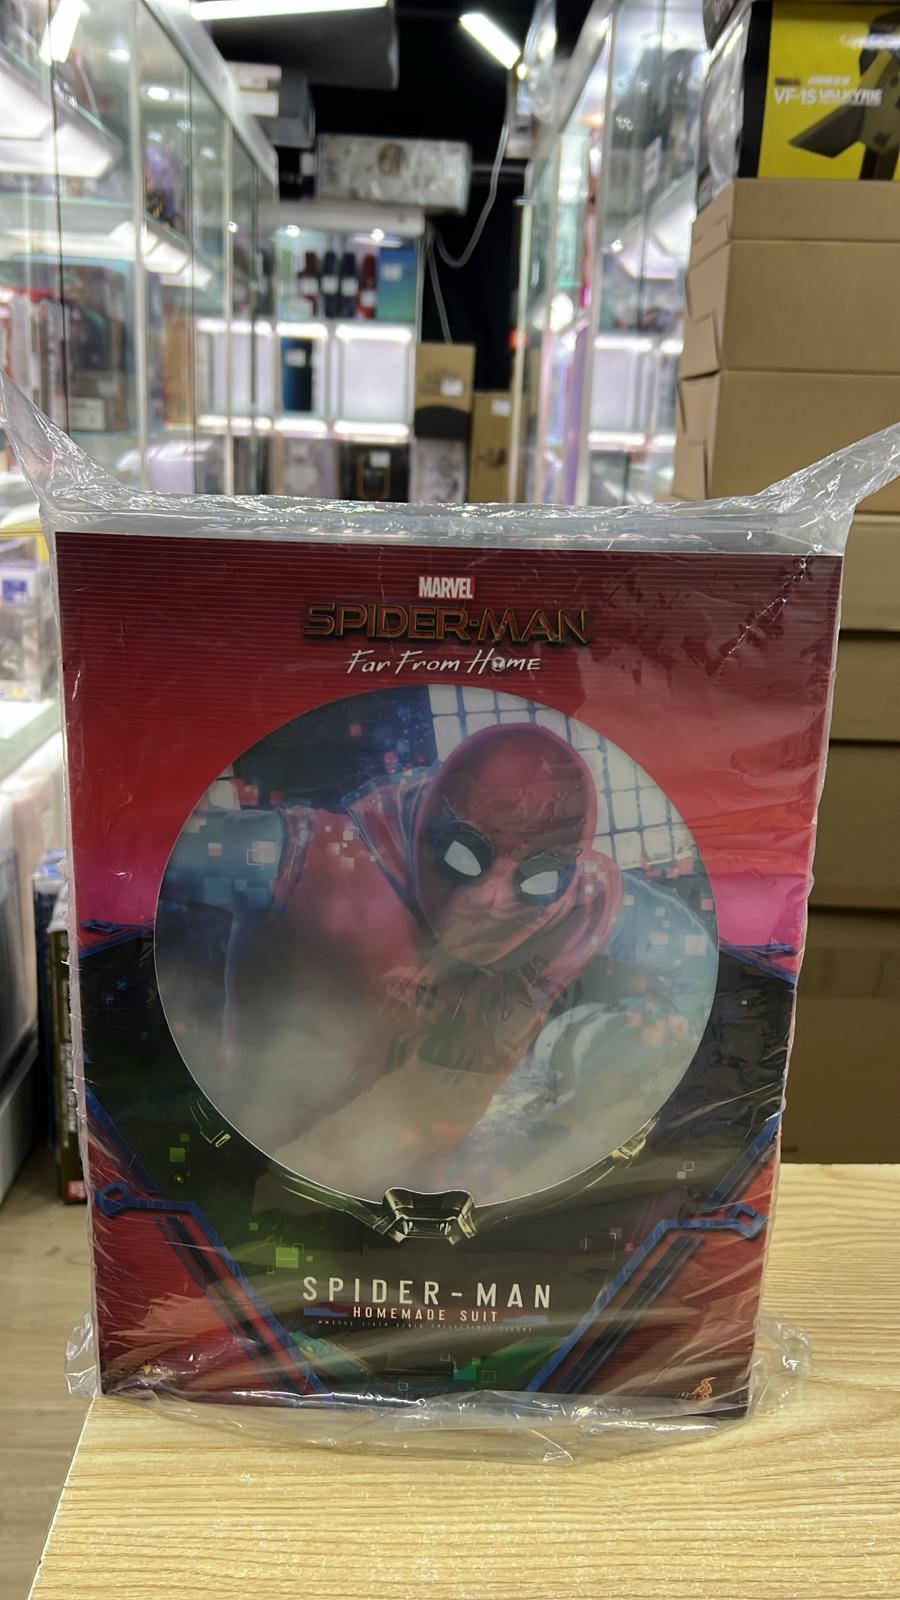 VF-1S VALKYRIE
MARVEL
SPIDER-MAN
Far From Home
SPIDER-MAN
HOMEMADE SUIT